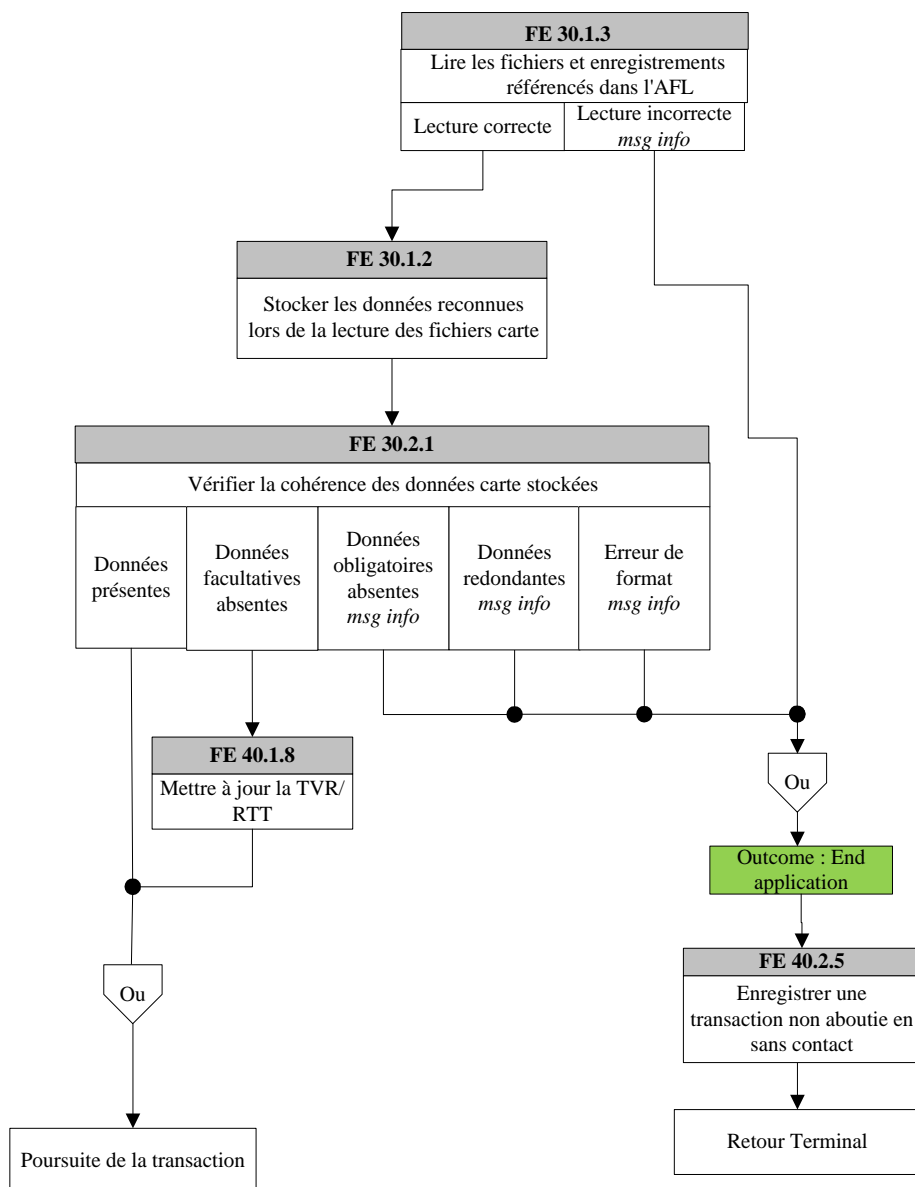 FE 30.1.3
Lire les fichiers et enregistrements
référencés dans l'AFL
Lecture correcte
Lecture incorrecte
msg info
FE 30.1.2
Stocker les données reconnues
lors de la lecture des fichiers carte
FE 30.2.1
Vérifier la cohérence des données carte stockées
Données
présentes
Données
facultatives
absentes
Données
obligatoires
absentes
msg info
Données
redondantes
msg info
Erreur de
format
msg info
FE 40.1.8
Mettre à jour la TVR/
RTT
Ou
Outcome : End
application
FE 40.2.5
Enregistrer une
transaction non aboutie en
sans contact
Ou
Retour Terminal
Poursuite de la transaction